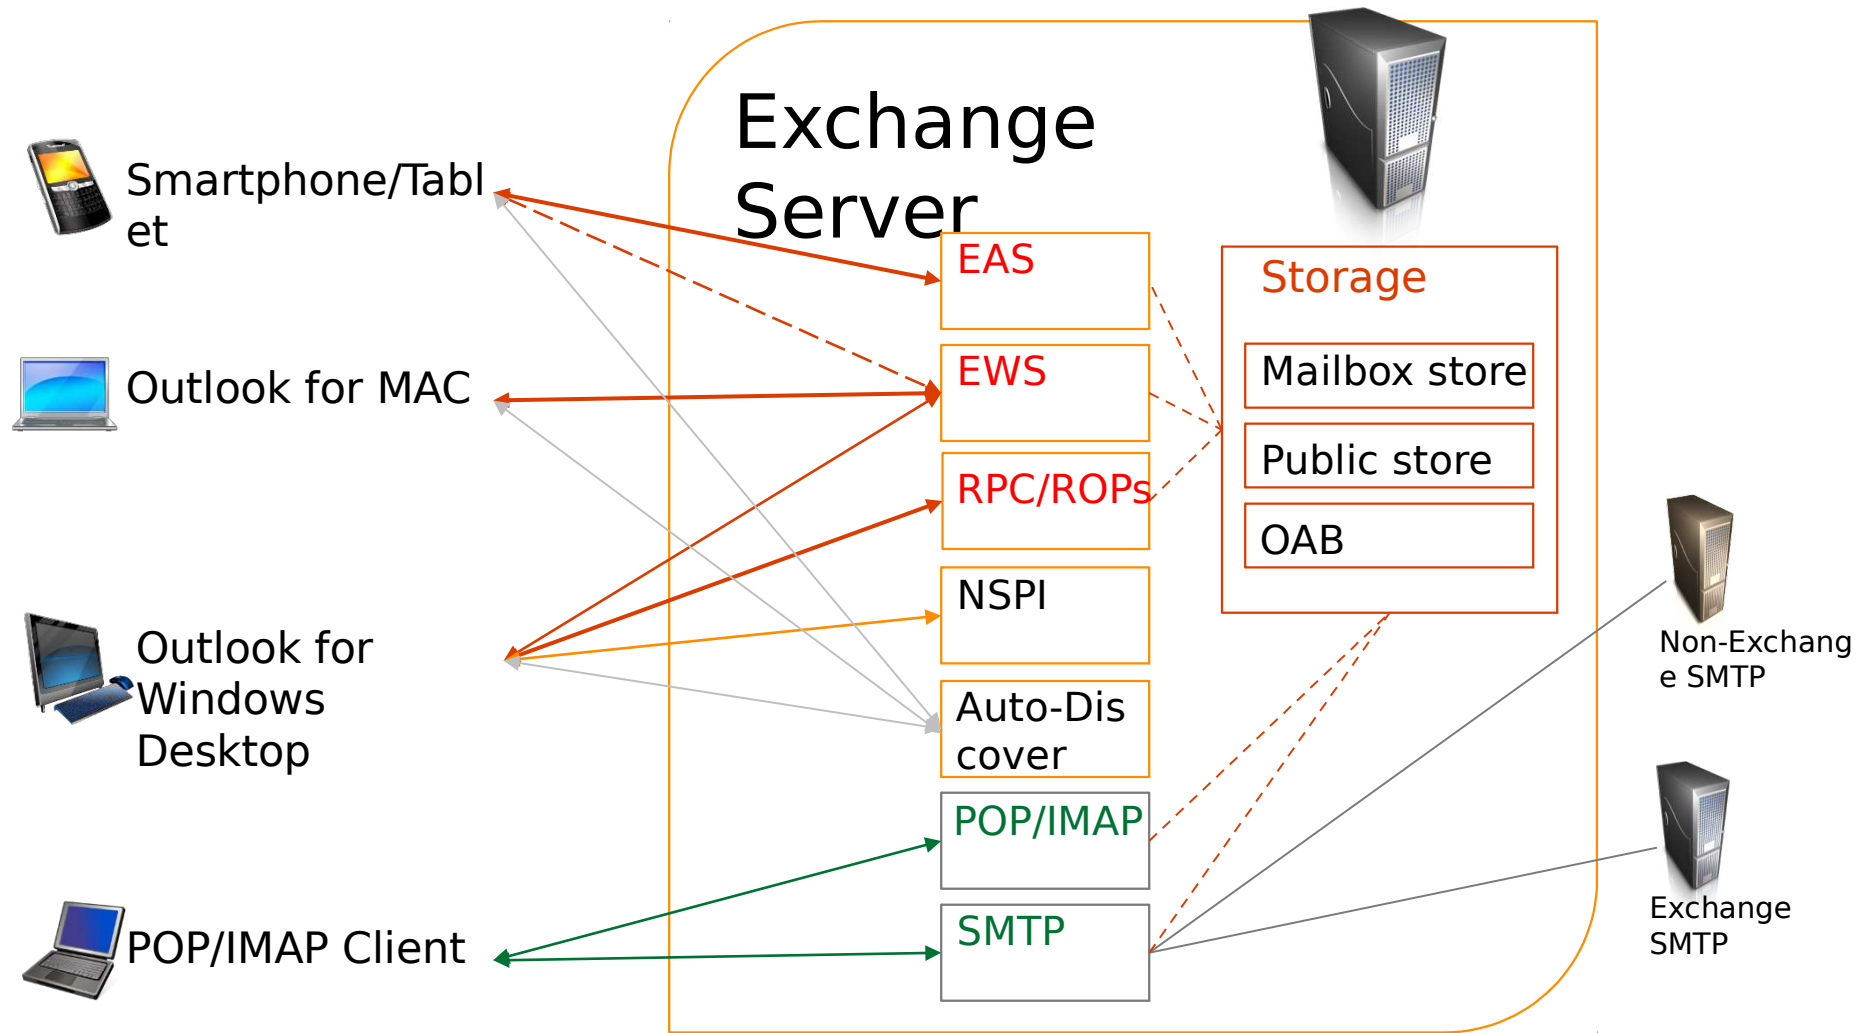 Exchange
Server
Smartphone/Tabl
et
EAS
Storage
Outlook for MAC
EWS
Mailbox store
Public store
RPC/ROPs
OAB
NSPI
Outlook for
Windows
Desktop
Non-Exchang
e SMTP
Auto-Dis
cover
POP/IMAP
Exchange
SMTP
SMTP
POP/IMAP Client